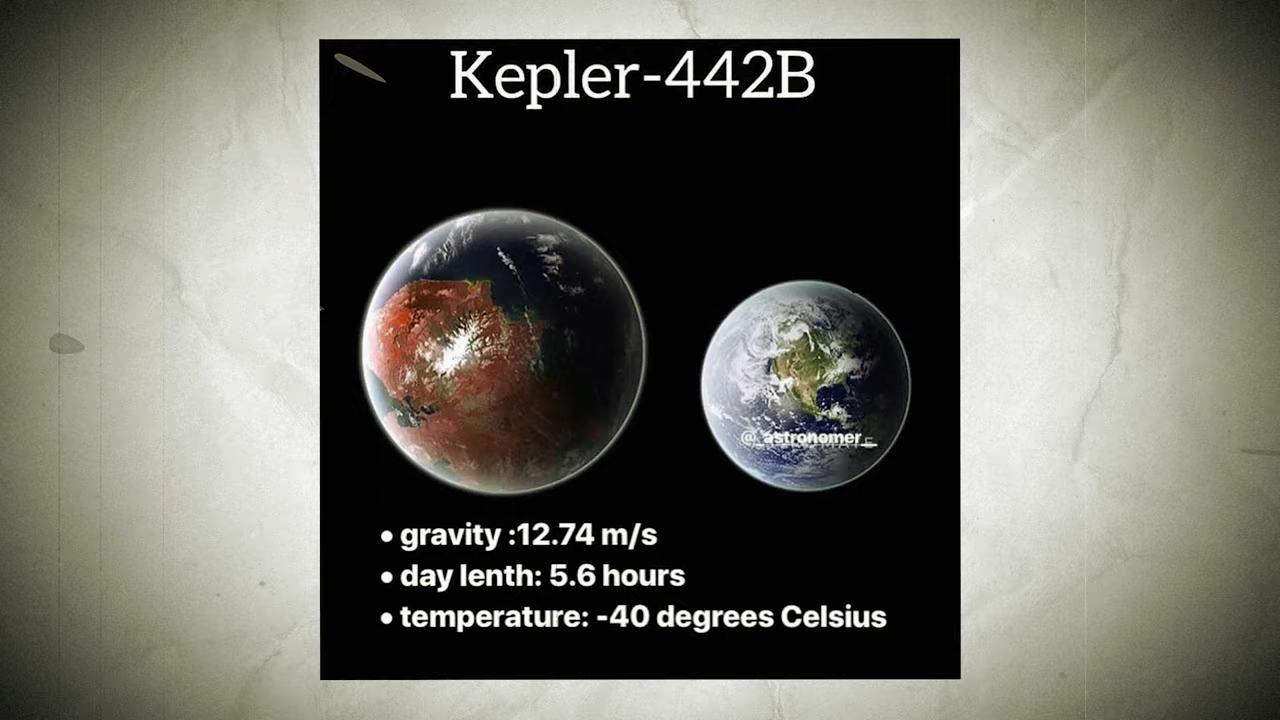 Kepler-442B
@_astronomer_
• gravity :12.74 m/s
• day lenth: 5.6 hours
• temperature: -40 degrees Celsius